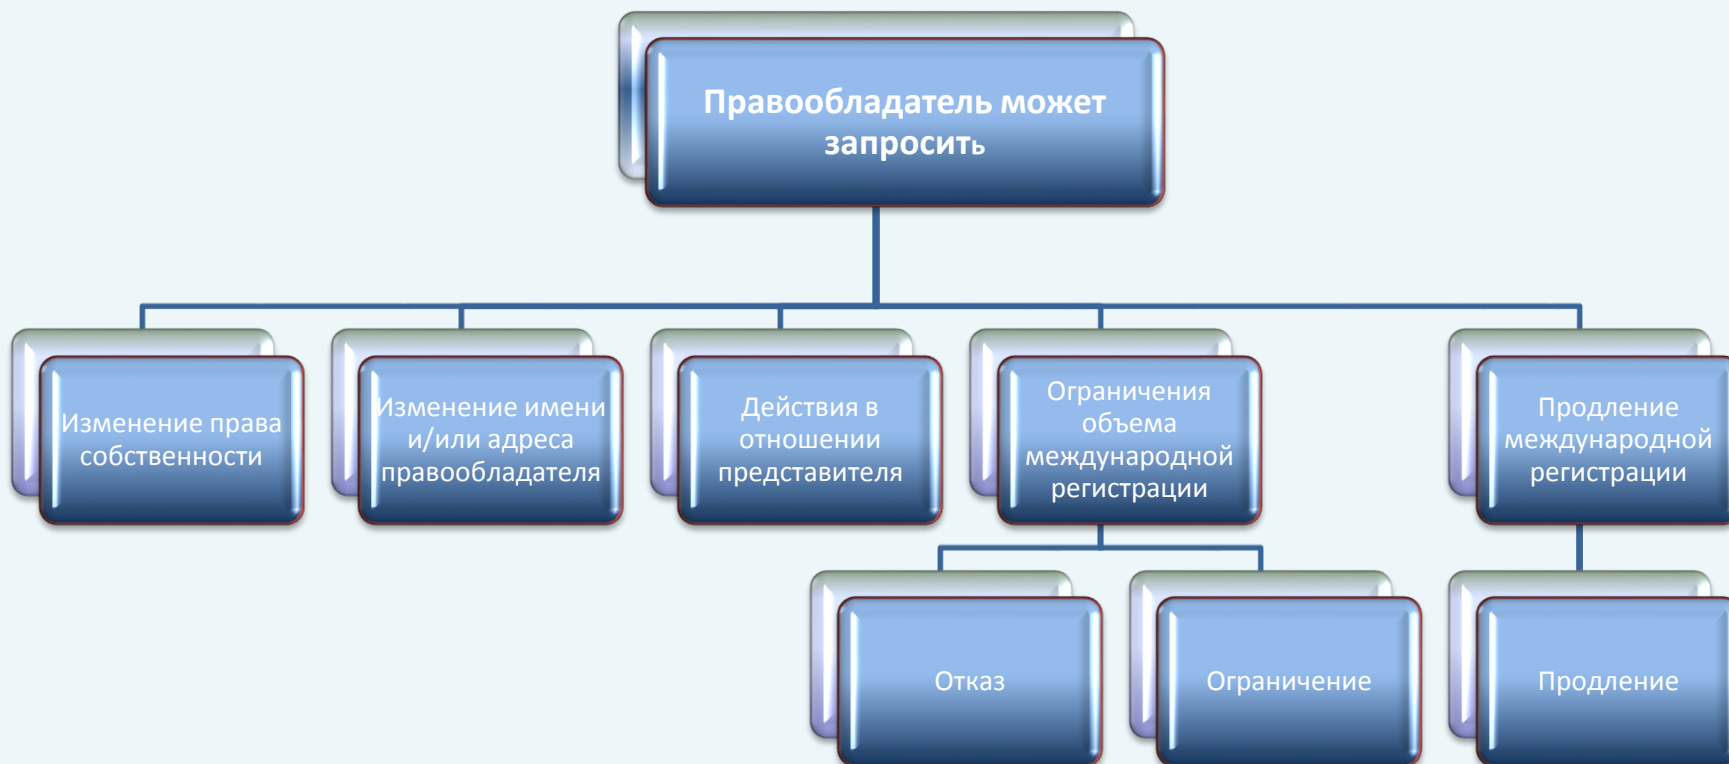 Правообладатель может
запросить
Изменение права
собственности
Изменение имени
и/или адреса
правообладателя
Действия в
отношении
представителя
Ограничения
объема
международной
регистрации
Продление
международной
регистрации
Отказ
Ограничение
Продление